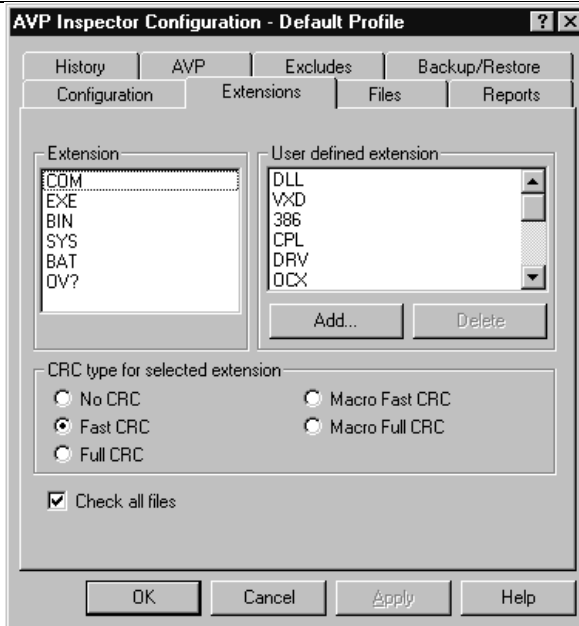 AVP Inspector Configuration - Default Profile
History AVP Excludes Backup/Restore
Configuration Extensions Files Reports
Extension
COM
EXE
BIN
SYS
BAT
OV?
User defined extension
DLL
VXD
386
CPL
DRV
OCX
Add... Delete
CRC type for selected extension
No CRC Macro Fast CRC
Fast CRC Macro Full CRC
Full CRC
Check all files
OK Cancel Apply Help